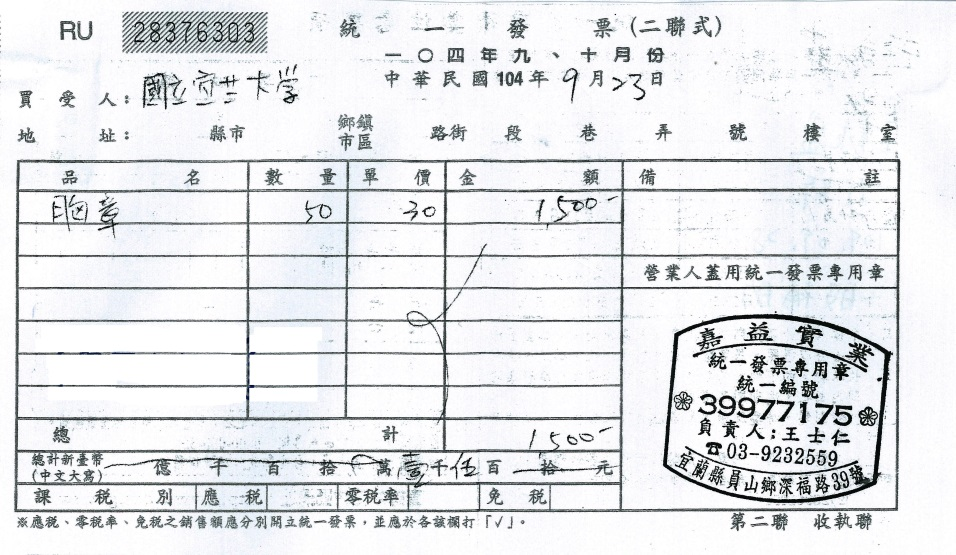 RU 28376303 統一發票(二聯式)
一〇四年九、十月份
中華民國104年9月23日
買受人: 國立宜芸大学
地址: 縣市 鄉鎮市區 路街 段 巷 弄 號 樓 室
品名 數量 單價 金額 備註
胸章 50 30 1,500-
營業人蓋用統一發票專用章
嘉益實業
統一發票專用章
統一編號
39977175
負責人:王士仁
☎03-9232559
宜蘭縣員山鄉深福路39號
總計 1,500-
總計新臺幣(中文大寫) 億千百拾萬壹千伍百拾元
課稅別 應稅 零稅率 免稅
※應稅、零稅率、免稅之銷售額應分別開立統一發票,並應於各該欄打「√」。
第二聯 收執聯